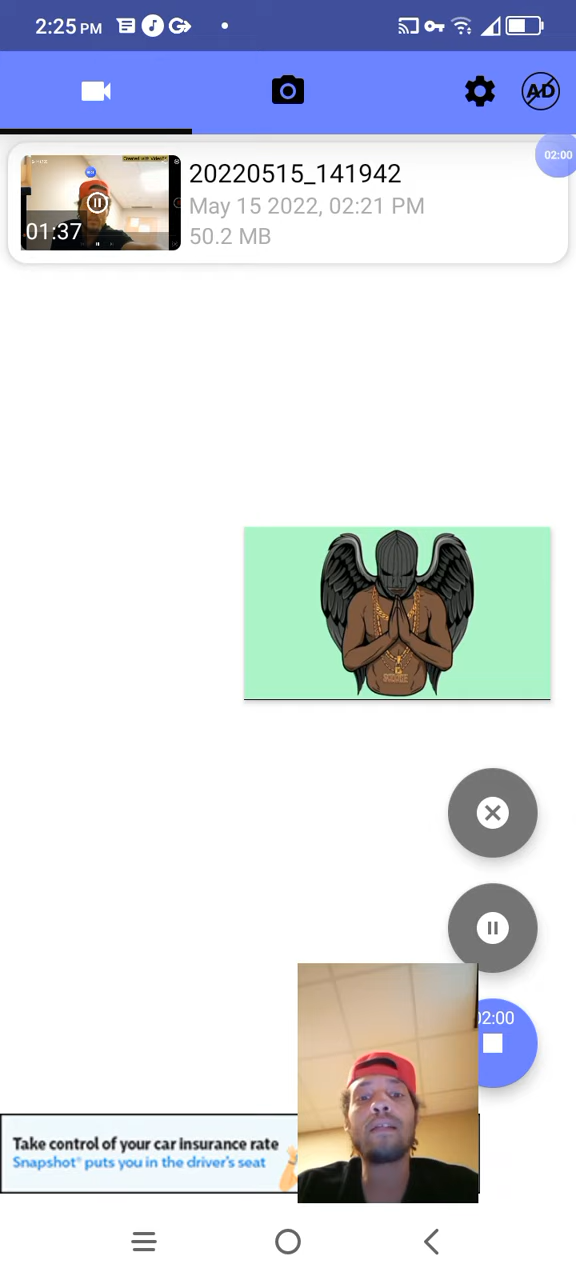 2:25 PM
AD
02:00
01:37
20220515_141942
May 15 2022, 02:21 PM
50.2 MB
02:00
Take control of your car insurance rate
Snapshot® puts you in the driver's seat